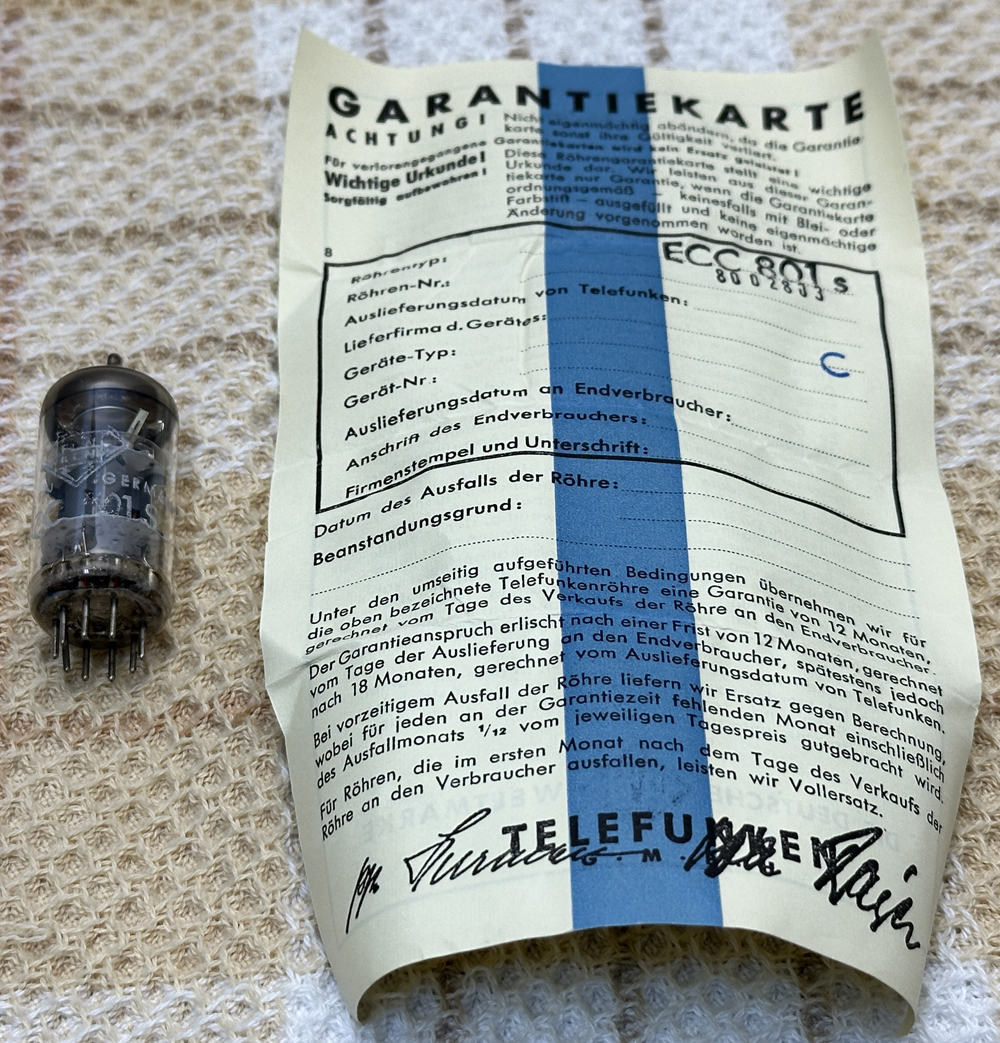 GARANTIEKARTE
ACHTUNG!
Für verlorengegangene Garantiekarten wird kein Ersatz geleistet!
Wichtige Urkunde!
Sorgfältig aufbewahren!
Nicht eigenmächtig abändern, da die Garantie-
karte sonst ihre Gültigkeit verliert.
Diese Röhrengarantiekarte stellt eine wichtige
Urkunde dar. Wir leisten aus dieser Garan-
tiekarte nur Garantie, wenn die Garantiekarte
ordnungsgemäß – keinesfalls mit Blei- oder
Farbstift – ausgefüllt und keine eigenmächtige
Änderung vorgenommen worden ist.
8
Röhrentyp: ECC 801 S
Röhren-Nr.: 8002803
Auslieferungsdatum von Telefunken:
Lieferfirma d. Gerätes:
Geräte-Typ: C
Gerät-Nr:
Auslieferungsdatum an Endverbraucher:
Anschrift des Endverbrauchers:
Firmenstempel und Unterschrift:
Datum des Ausfalls der Röhre:
Beanstandungsgrund:
Unter den umseitig aufgeführten Bedingungen übernehmen wir für
die oben bezeichnete Telefunkenröhre eine Garantie von 12 Monaten,
gerechnet vom Tage des Verkaufs der Röhre an den Endverbraucher.
Der Garantieanspruch erlischt nach einer Frist von 12 Monaten, gerechnet
vom Tage der Auslieferung an den Endverbraucher, spätestens jedoch
nach 18 Monaten, gerechnet vom Auslieferungsdatum von Telefunken.
Bei vorzeitigem Ausfall der Röhre liefern wir Ersatz gegen Berechnung,
wobei für jeden an der Garantiezeit fehlenden Monat einschließlich
des Ausfallmonats 1/12 vom jeweiligen Tagespreis gutgebracht wird.
Für Röhren, die im ersten Monat nach dem Tage des Verkaufs der
Röhre an den Verbraucher ausfallen, leisten wir Vollersatz.
TELEFUNKEN
G.M.
GERM
801 S